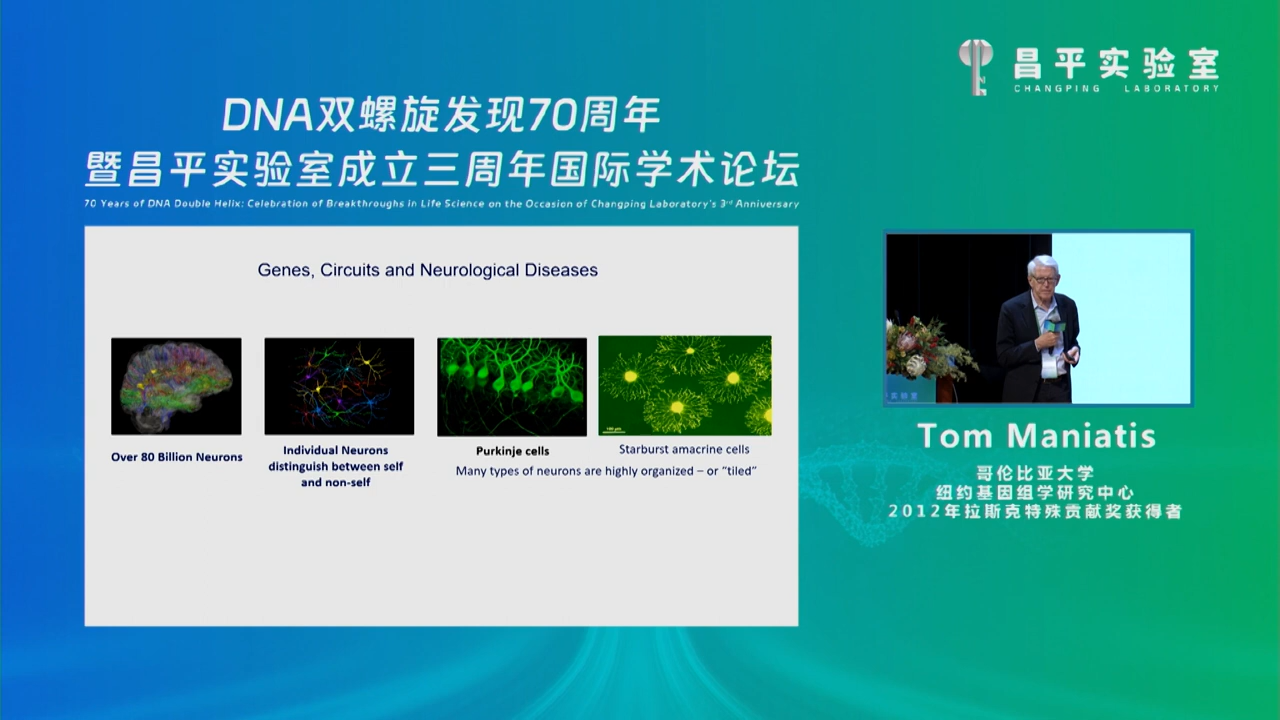 昌平实验室
CHANGPING LABORATORY
DNA双螺旋发现70周年
暨昌平实验室成立三周年国际学术论坛
70 Years of DNA Double Helix: Celebration of Breakthroughs in Life Science on the Occasion of Changping Laboratory's 3rd Anniversary
Genes, Circuits and Neurological Diseases
Over 80 Billion Neurons
Individual Neurons
distinguish between self
and non-self
Purkinje cells
Starburst amacrine cells
Many types of neurons are highly organized – or “tiled”
Tom Maniatis
哥伦比亚大学
纽约基因组学研究中心
2012年拉斯克特殊贡献奖获得者